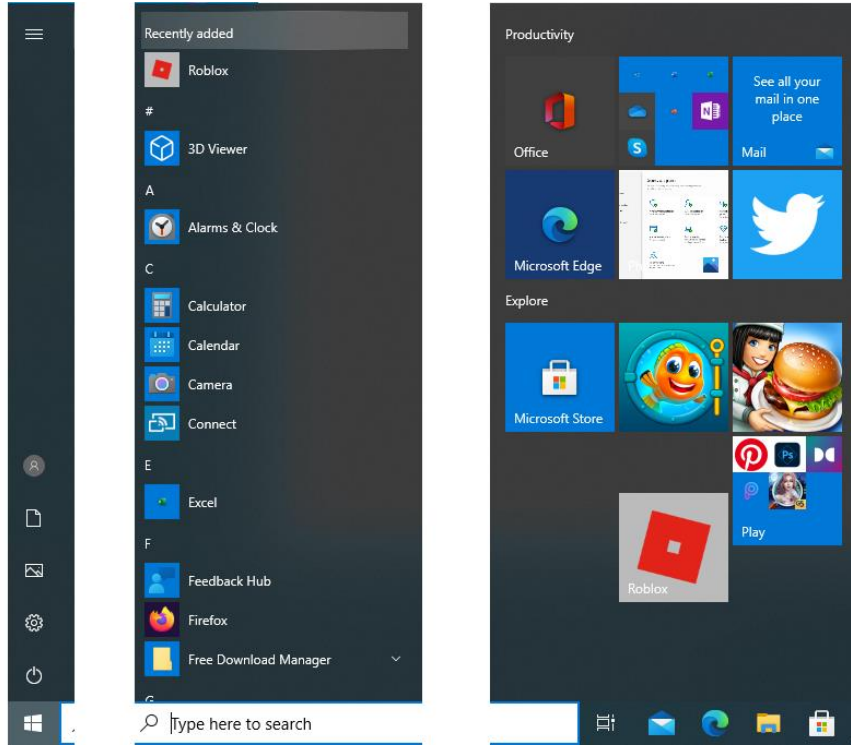 Recently added
Roblox
#
3D Viewer
A
Alarms & Clock
C
Calculator
Calendar
Camera
Connect
E
Excel
F
Feedback Hub
Firefox
Free Download Manager
Type here to search
Productivity
Office
See all your
mail in one
place
Mail
Microsoft Edge
Explore
Microsoft Store
Ps
Play
Roblox